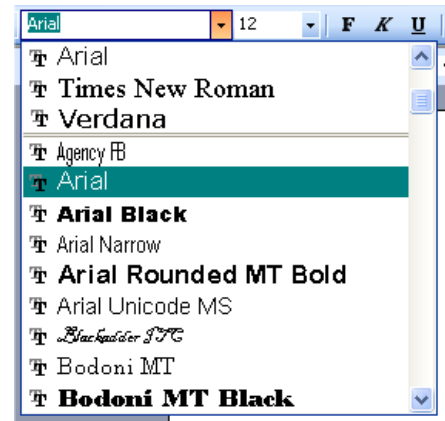 Arial 12 F K U
Arial
Times New Roman
Verdana
Agency FB
Arial
Arial Black
Arial Narrow
Arial Rounded MT Bold
Arial Unicode MS
Blackadder ITC
Bodoni MT
Bodoni MT Black